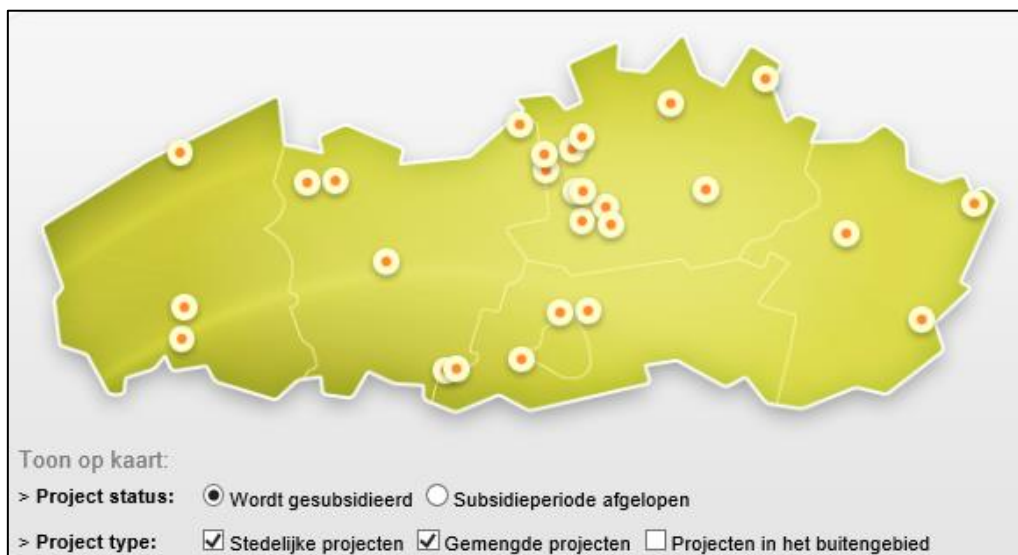 Toon op kaart:
> Project status: Wordt gesubsidieerd Subsidieperiode afgelopen
> Project type: Stedelijke projecten Gemengde projecten Projecten in het buitengebied